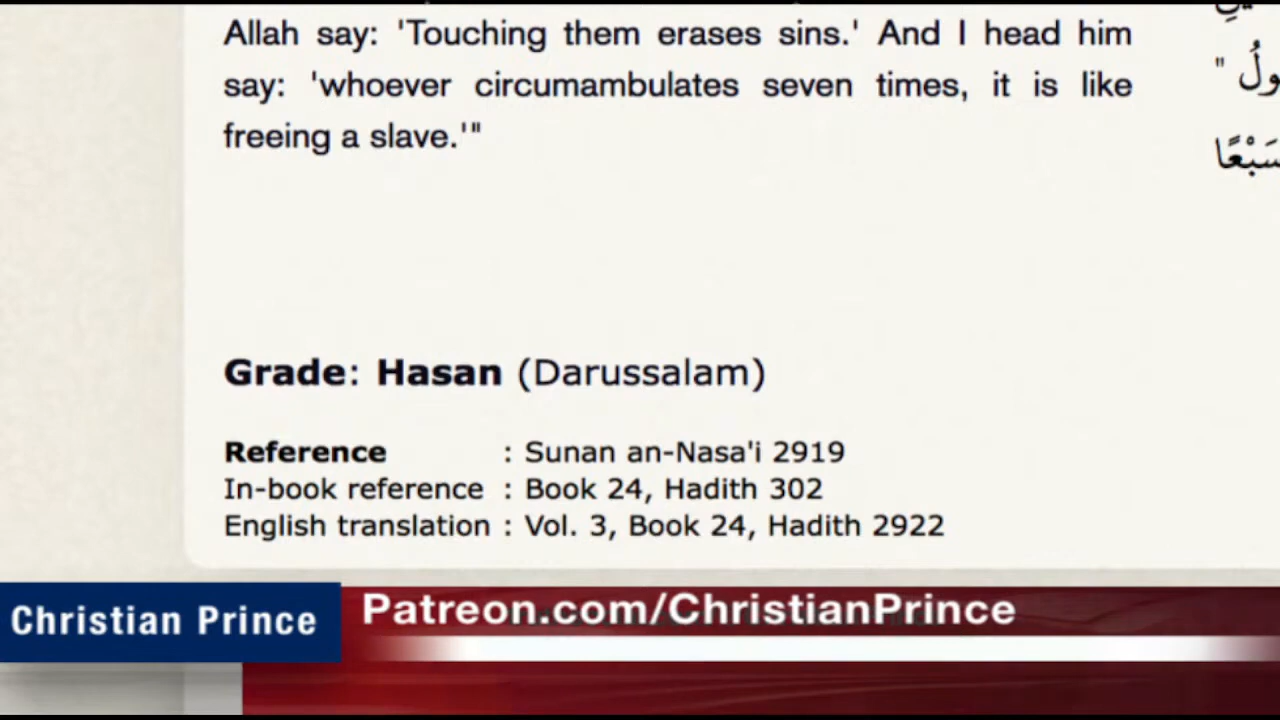 Allah say: 'Touching them erases sins.' And I head him
say: 'whoever circumambulates seven times, it is like
freeing a slave.'"
سَبْعًا
Grade: Hasan (Darussalam)
Reference : Sunan an-Nasa'i 2919
In-book reference : Book 24, Hadith 302
English translation : Vol. 3, Book 24, Hadith 2922
Christian Prince
Patreon.com/ChristianPrince